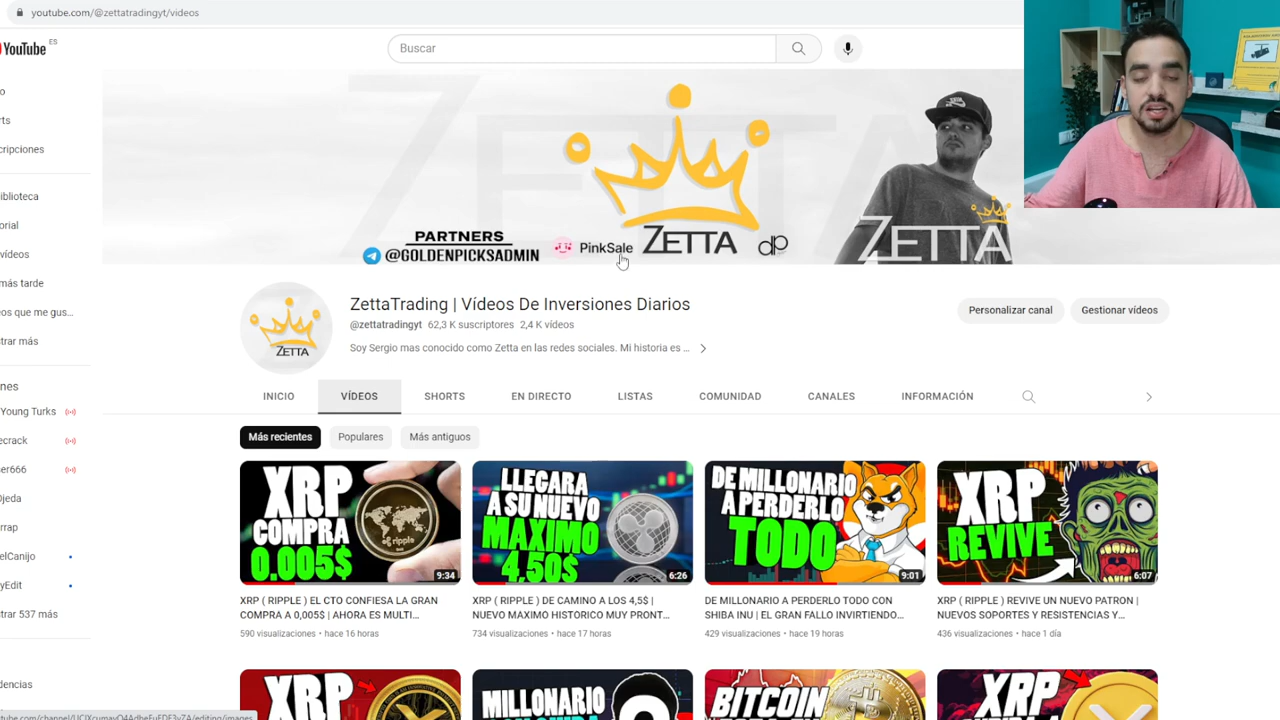 youtube.com/@zettatradingyt/videos
YouTube ES
Buscar
ripciones
iblioteca
orial
vídeos
más tarde
os que me gus...
trar más
nes
Young Turks
ecrack
er666
Ojeda
rrap
elCanijo
yEdit
strar 537 más
dencias
ZETTA
PARTNERS
@GOLDENPICKSADMIN
PinkSale
ZETTA
dp
ZETTA
ZETTA
ZettaTrading | Vídeos De Inversiones Diarios
@zettatradingyt 62,3 K suscriptores 2,4 K vídeos
Soy Sergio mas conocido como Zetta en las redes sociales. Mi historia es ...
Personalizar canal
Gestionar vídeos
INICIO
VÍDEOS
SHORTS
EN DIRECTO
LISTAS
COMUNIDAD
CANALES
INFORMACIÓN
Más recientes
Populares
Más antiguos
XRP
COMPRA
0.005$
ripple
9:34
XRP ( RIPPLE ) EL CTO CONFIESA LA GRAN
COMPRA A 0,005$ | AHORA ES MULTI...
590 visualizaciones • hace 16 horas
LLEGARA
A SU NUEVO
MAXIMO
4,50$
6:26
XRP ( RIPPLE ) DE CAMINO A LOS 4,5$ |
NUEVO MAXIMO HISTORICO MUY PRONT...
734 visualizaciones • hace 17 horas
DE MILLONARIO
A PERDERLO
TODO
9:01
DE MILLONARIO A PERDERLO TODO CON
SHIBA INU | EL GRAN FALLO INVIRTIENDO...
429 visualizaciones • hace 19 horas
XRP
REVIVE
6:07
XRP ( RIPPLE ) REVIVE UN NUEVO PATRON |
NUEVOS SOPORTES Y RESISTENCIAS Y...
436 visualizaciones • hace 1 día
XRP
MILLONARIO
BITCOIN
XRP